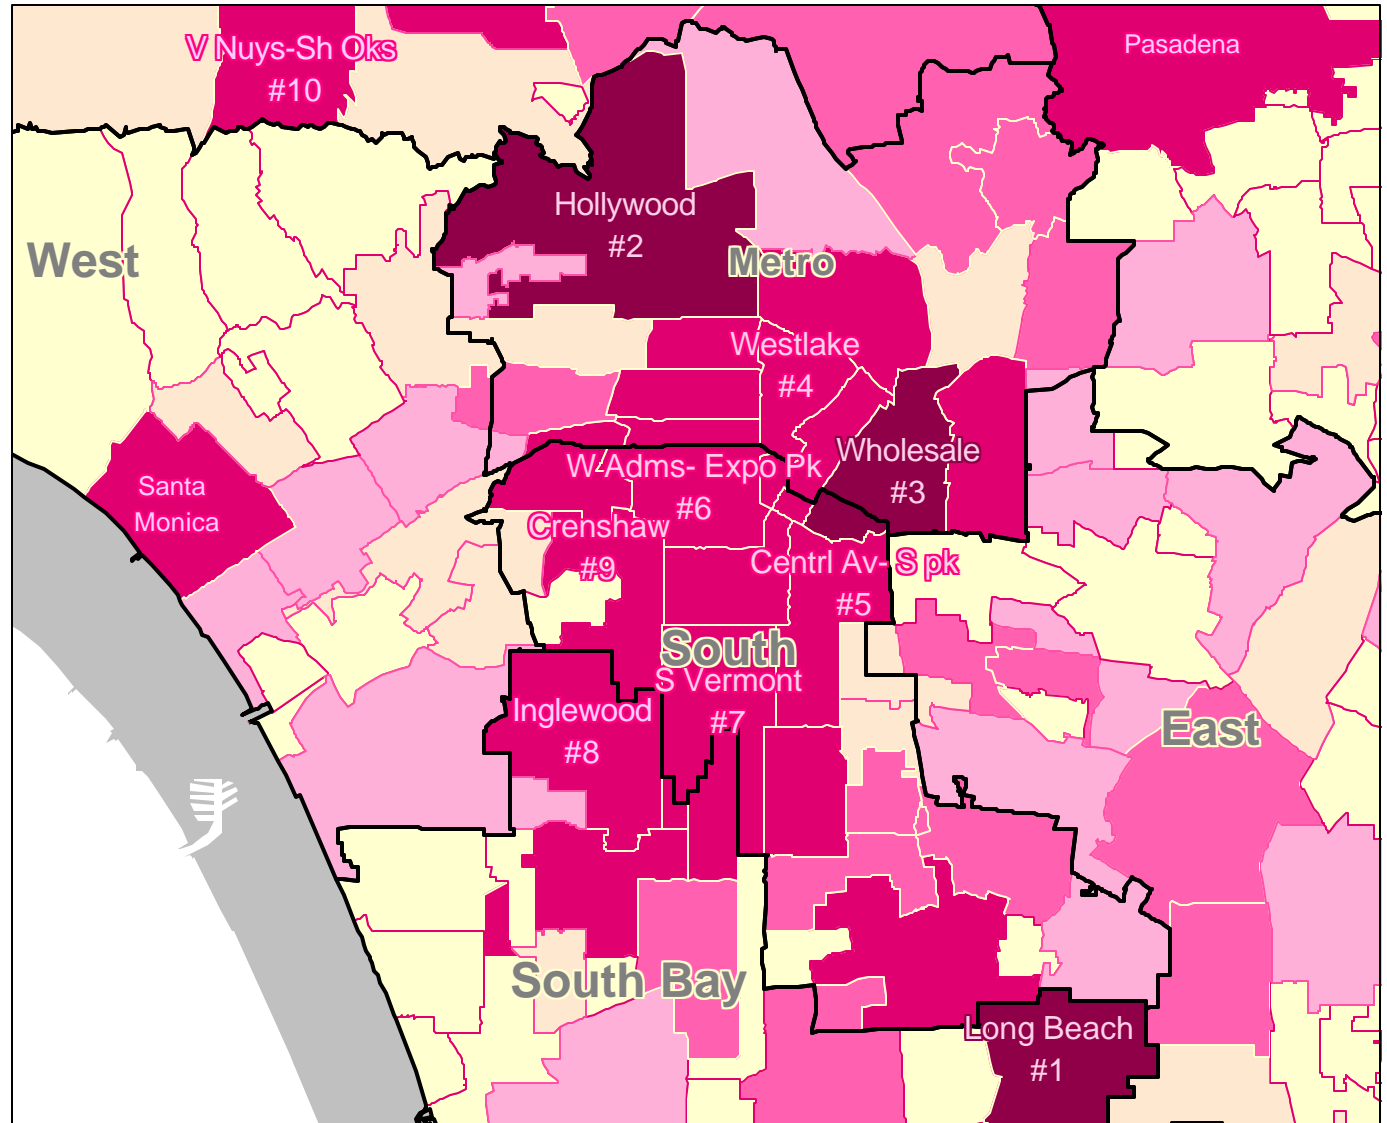 V Nuys-Sh Oks
#10
Pasadena
Hollywood
#2
West
Metro
Westlake
#4
Wholesale
#3
W Adms- Expo Pk
#6
Santa
Monica
Crenshaw
#9
Centrl Av- S pk
#5
South
S Vermont
#7
Inglewood
#8
East
South Bay
Long Beach
#1